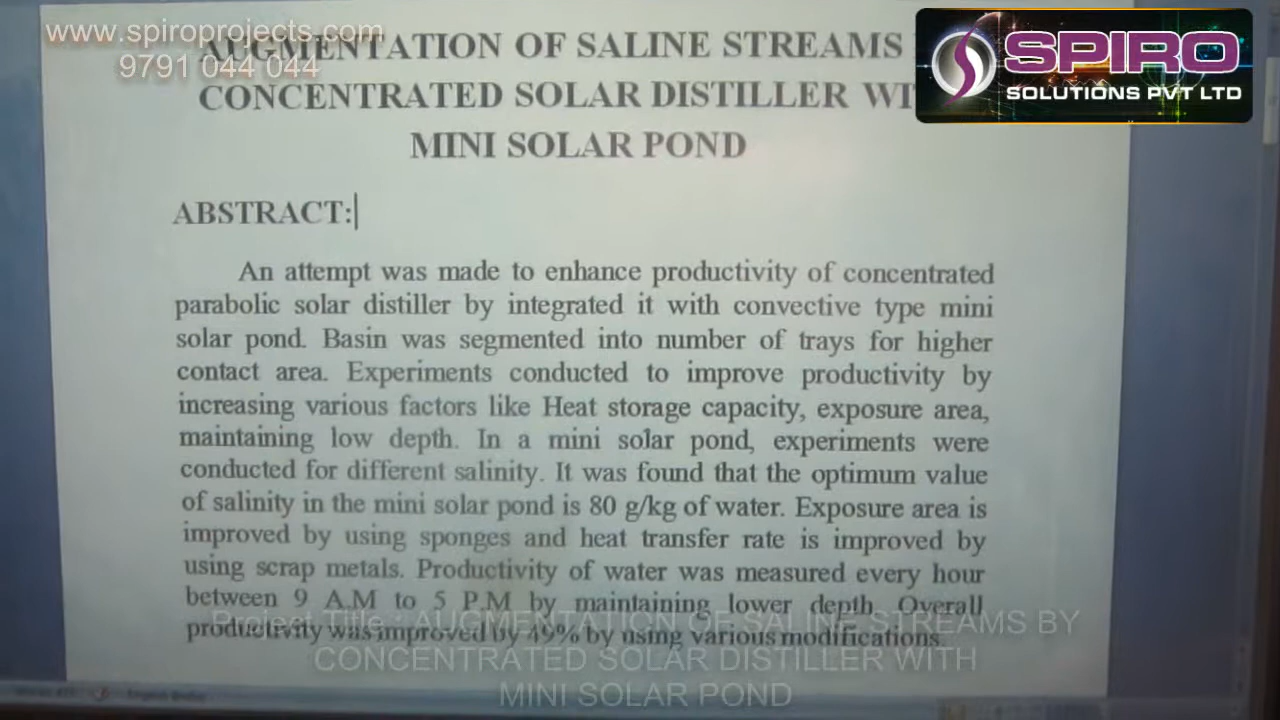 www.spiroprojects.com
9791 044 044
SPIRO
SOLUTIONS PVT LTD
AUGMENTATION OF SALINE STREAMS
CONCENTRATED SOLAR DISTILLER
MINI SOLAR POND
ABSTRACT:
An attempt was made to enhance productivity of concentrated
parabolic solar distiller by integrated it with convective type mini
solar pond. Basin was segmented into number of trays for higher
contact area. Experiments conducted to improve productivity by
increasing various factors like Heat storage capacity, exposure area,
maintaining low depth. In a mini solar pond, experiments were
conducted for different salinity. It was found that the optimum value
of salinity in the mini solar pond is 80 g/kg of water. Exposure area is
improved by using sponges and heat transfer rate is improved by
using scrap metals. Productivity of water was measured every hour
between 9 A.M to 5 P.M by maintaining lower depth. Overall
productivity was improved by 49% by using various modifications.
Project Title : AUGMENTATION OF SALINE STREAMS BY
CONCENTRATED SOLAR DISTILLER WITH
MINI SOLAR POND